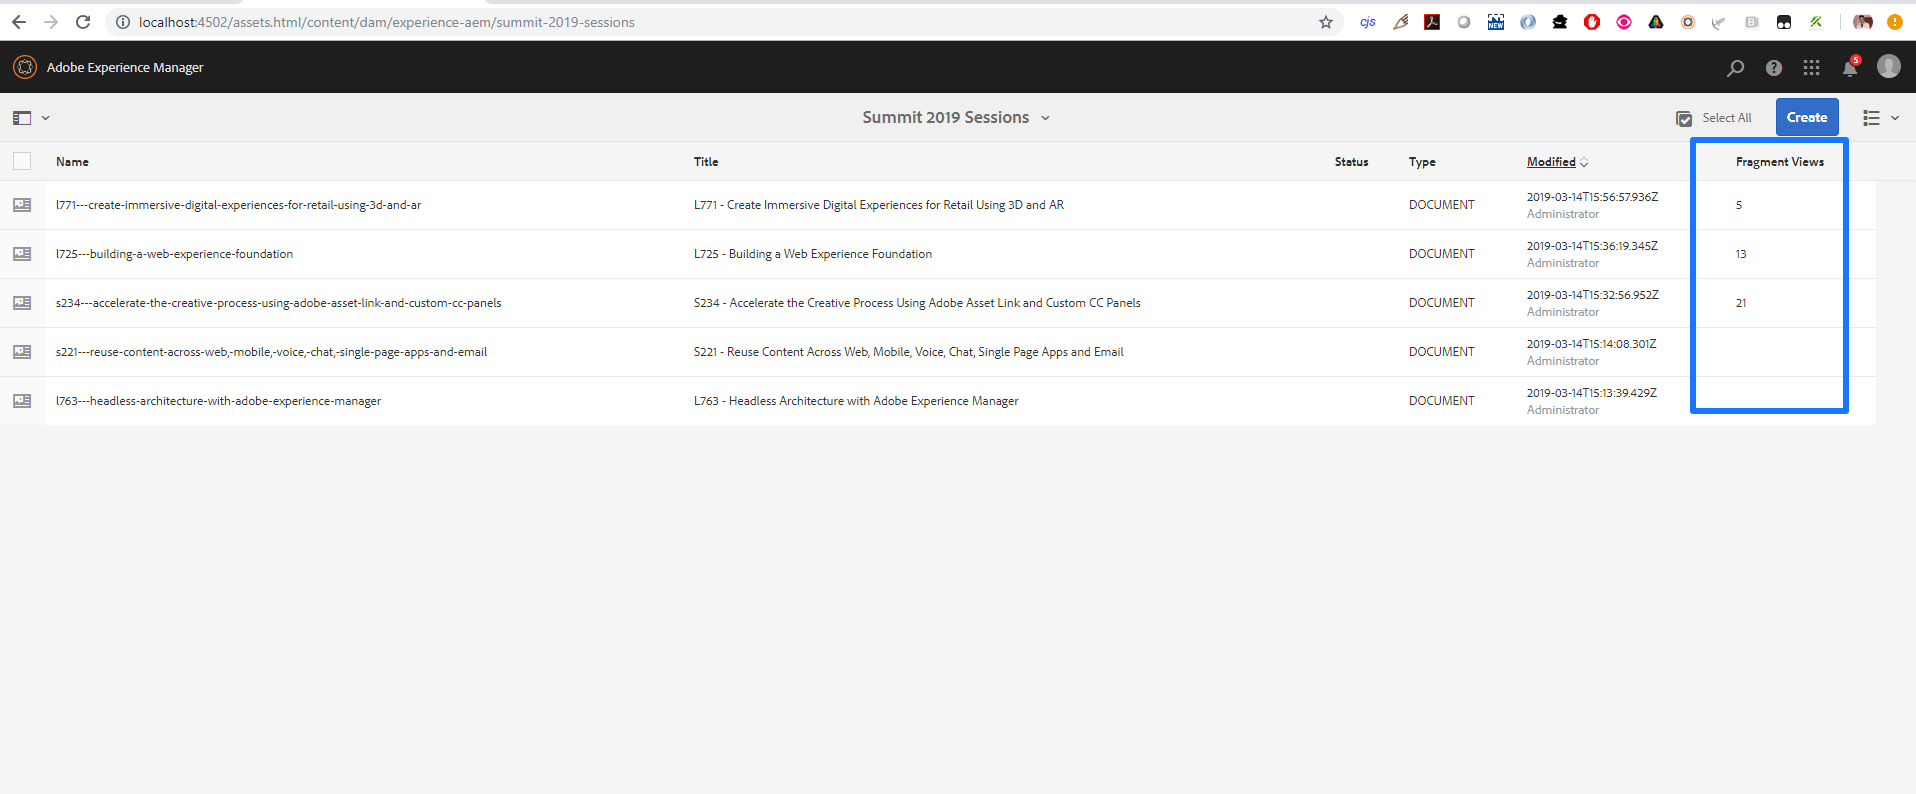 localhost:4502/assets.html/content/dam/experience-aem/summit-2019-sessions
cjs
NEW
Adobe Experience Manager
5
Summit 2019 Sessions
Select All
Create
Name Title Status Type Modified Fragment Views
l771---create-immersive-digital-experiences-for-retail-using-3d-and-ar L771 - Create Immersive Digital Experiences for Retail Using 3D and AR DOCUMENT 2019-03-14T15:56:57.936Z 5
Administrator
l725---building-a-web-experience-foundation L725 - Building a Web Experience Foundation DOCUMENT 2019-03-14T15:36:19.345Z 13
Administrator
s234---accelerate-the-creative-process-using-adobe-asset-link-and-custom-cc-panels S234 - Accelerate the Creative Process Using Adobe Asset Link and Custom CC Panels DOCUMENT 2019-03-14T15:32:56.952Z 21
Administrator
s221---reuse-content-across-web,-mobile,-voice,-chat,-single-page-apps-and-email S221 - Reuse Content Across Web, Mobile, Voice, Chat, Single Page Apps and Email DOCUMENT 2019-03-14T15:14:08.301Z
Administrator
l763---headless-architecture-with-adobe-experience-manager L763 - Headless Architecture with Adobe Experience Manager DOCUMENT 2019-03-14T15:13:39.429Z
Administrator